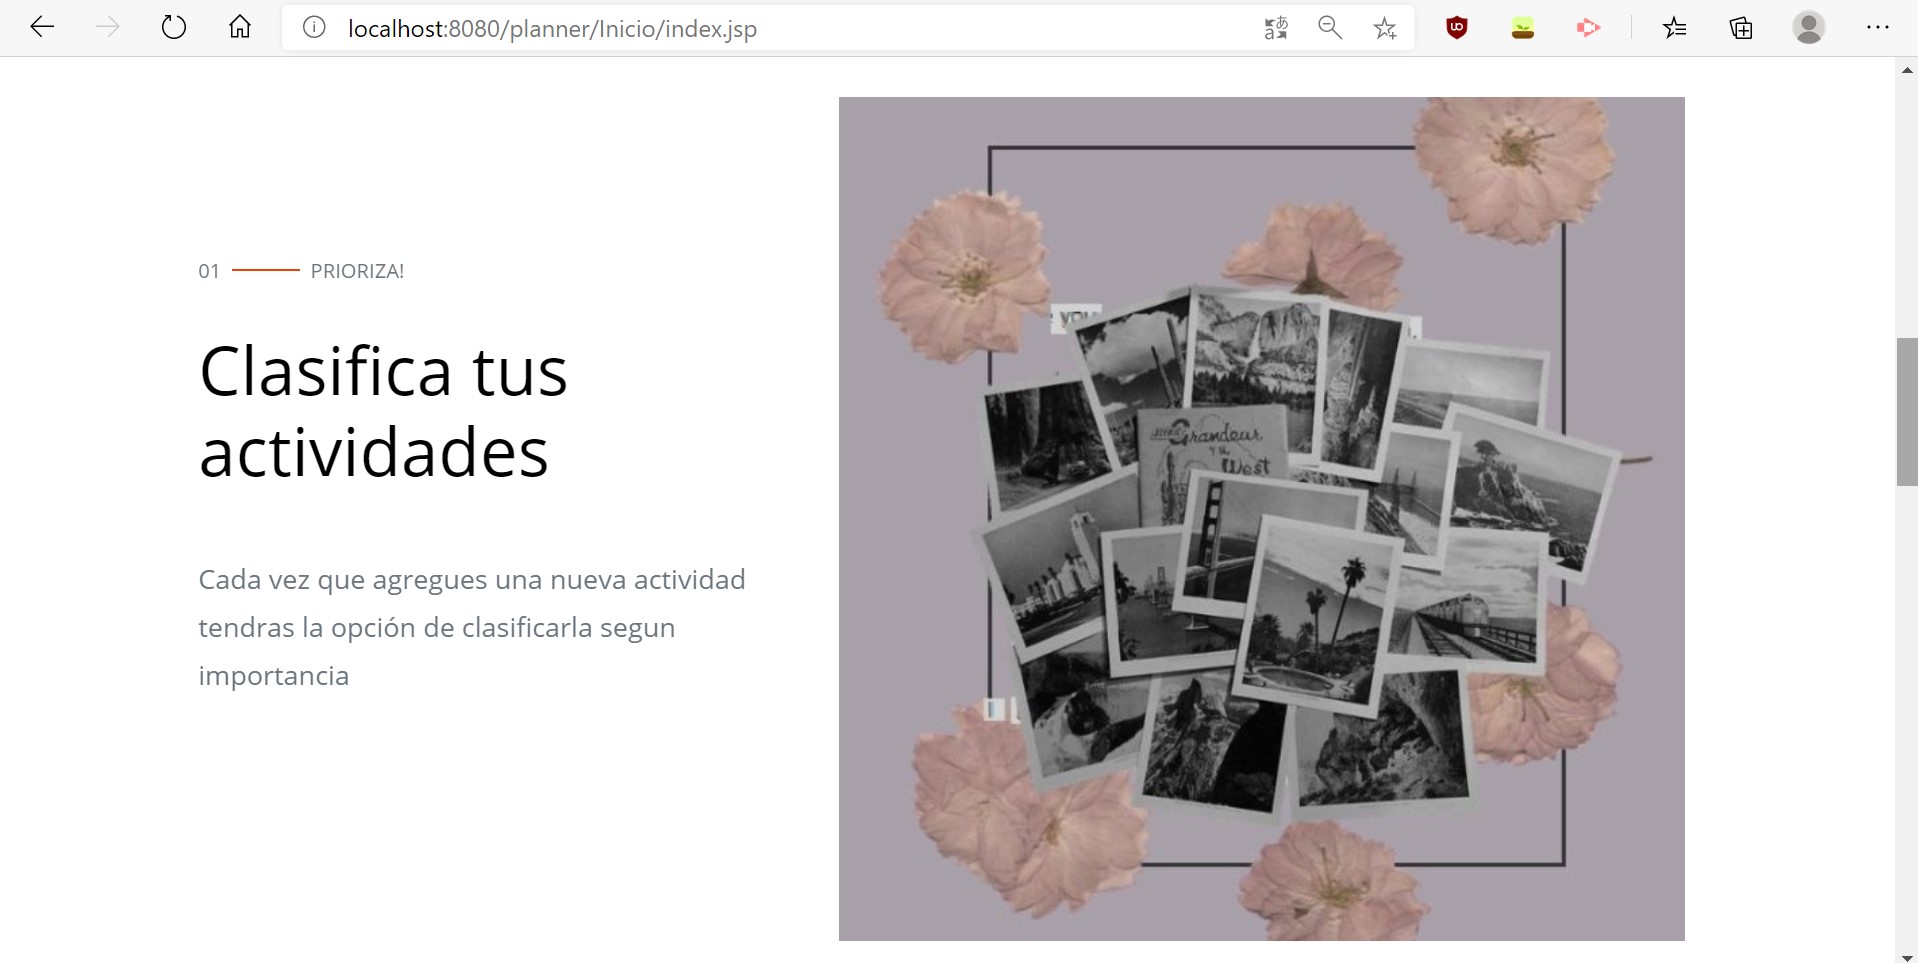 localhost:8080/planner/Inicio/index.jsp
01 PRIORIZA!
Clasifica tus
actividades
Cada vez que agregues una nueva actividad
tendras la opción de clasificarla segun
importancia
you
Grandeur
of the
West